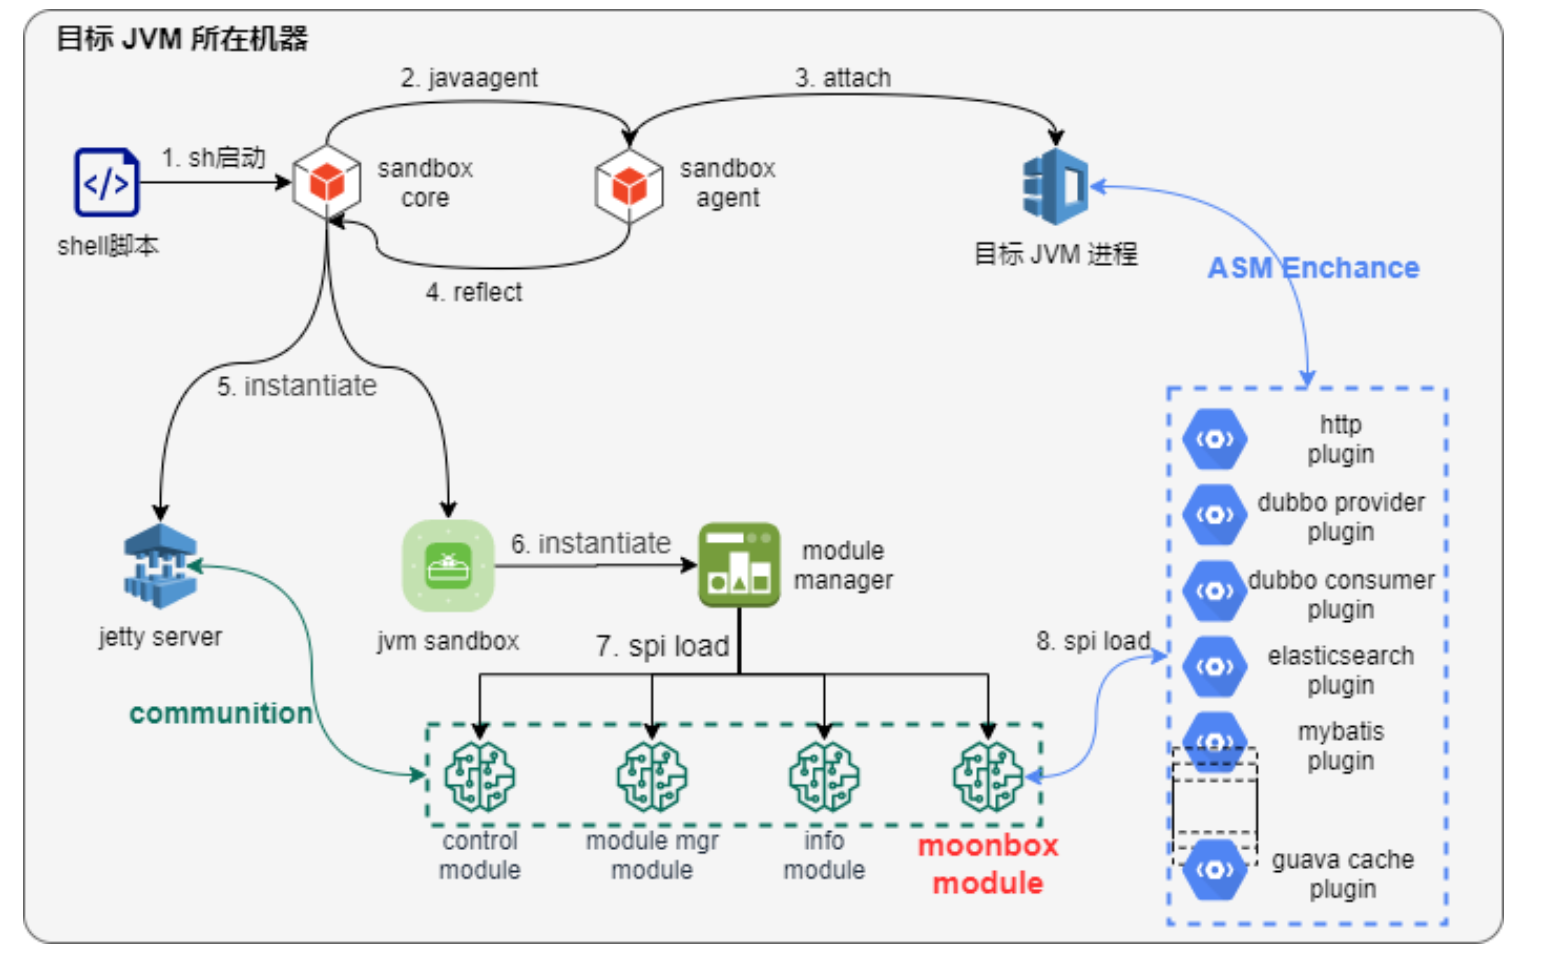 目标 JVM 所在机器
2. javaagent
3. attach
1. sh启动
sandbox
core
sandbox
agent
shell脚本
目标 JVM 进程
ASM Enchance
4. reflect
5. instantiate
http
plugin
dubbo provider
plugin
6. instantiate
module
manager
dubbo consumer
plugin
jetty server
jvm sandbox
7. spi load
8. spi load
elasticsearch
plugin
communition
mybatis
plugin
control
module
module mgr
module
info
module
moonbox
module
guava cache
plugin